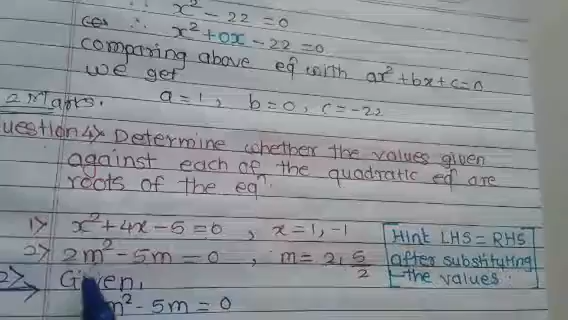 ∴ x² - 22 = 0
∴ x² + 0x - 22 = 0
comparing above eq with ax² + bx + c = 0
we get
a = 1, b = 0, c = -22
2 Marks.
uestion 4> Determine whether the values given
against each of the quadratic eq are
roots of the eqⁿ.
1> x² + 4x - 5 = 0, x = 1, -1
2> 2m² - 5m = 0, m = 2, 5/2
Hint LHS = RHS
after substituting
the values.
2> Given,
m² - 5m = 0